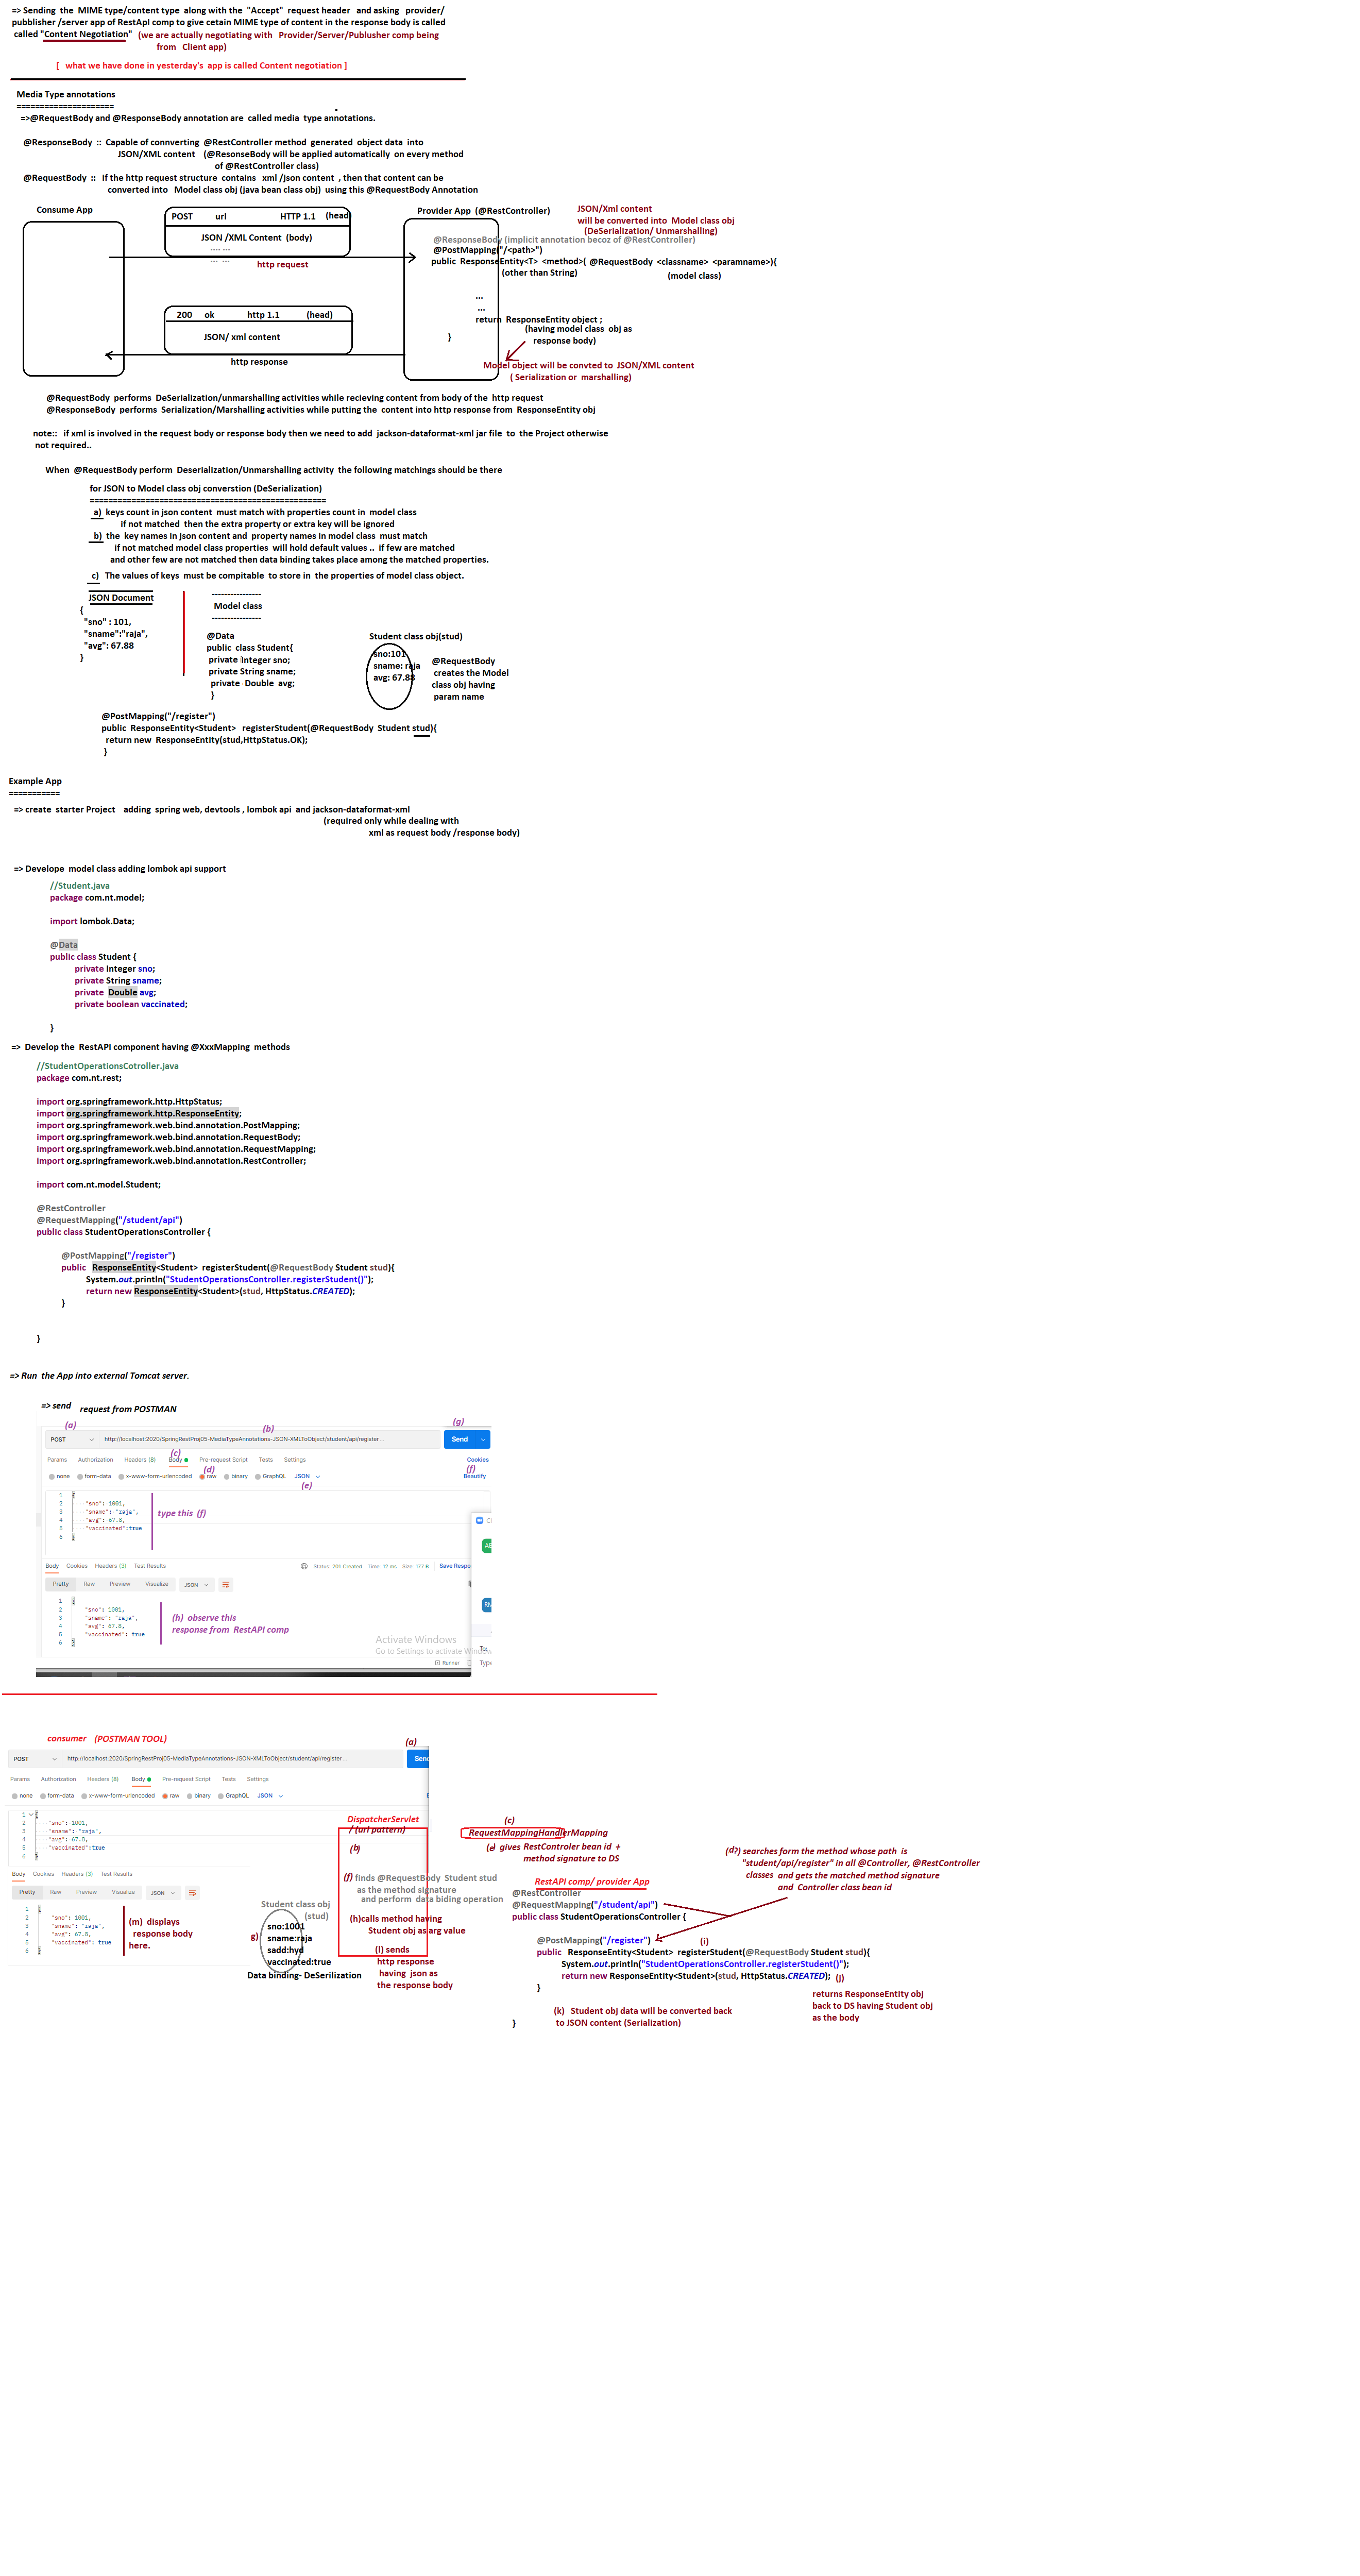 => Sending the MIME type/content type along with the "Accept" request header and asking provider/
pubblisher /server app of RestApi comp to give cetain MIME type of content in the response body is called
called "Content Negotiation" (we are actually negotiating with Provider/Server/Publusher comp being
from Client app)
[ what we have done in yesterday's app is called Content negotiation ]
Media Type annotations
=====================
=>@RequestBody and @ResponseBody annotation are called media type annotations.
@ResponseBody :: Capable of connverting @RestController method generated object data into
JSON/XML content (@ResonseBody will be applied automatically on every method
of @RestController class)
@RequestBody :: if the http request structure contains xml /json content , then that content can be
converted into Model class obj (java bean class obj) using this @RequestBody Annotation
Consume App
POST url HTTP 1.1 (head)
JSON /XML Content (body)
.... ...
... ...
http request
Provider App (@RestController)
JSON/Xml content
will be converted into Model class obj
(DeSerialization/ Unmarshalling)
@ResponseBody (implicit annotation becoz of @RestController)
@PostMapping("/<path>")
public ResponseEntity<T> <method>( @RequestBody <classname> <paramname>){
(other than String)
(model class)
...
...
return ResponseEntity object ;
(having model class obj as
response body)
}
200 ok http 1.1 (head)
JSON/ xml content
http response
Model object will be convted to JSON/XML content
( Serialization or marshalling)
@RequestBody performs DeSerialization/unmarshalling activities while recieving content from body of the http request
@ResponseBody performs Serialization/Marshalling activities while putting the content into http response from ResponseEntity obj
note:: if xml is involved in the request body or response body then we need to add jackson-dataformat-xml jar file to the Project otherwise
not required..
When @RequestBody perform Deserialization/Unmarshalling activity the following matchings should be there
for JSON to Model class obj converstion (DeSerialization)
===================================================
a) keys count in json content must match with properties count in model class
if not matched then the extra property or extra key will be ignored
b) the key names in json content and property names in model class must match
if not matched model class properties will hold default values .. if few are matched
and other few are not matched then data binding takes place among the matched properties.
c) The values of keys must be compitable to store in the properties of model class object.
JSON Document
{
"sno" : 101,
"sname":"raja",
"avg": 67.88
}
----------------
Model class
----------------
@Data
public class Student{
private Integer sno;
private String sname;
private Double avg;
}
Student class obj(stud)
sno:101
sname: raja
avg: 67.88
@RequestBody
creates the Model
class obj having
param name
@PostMapping("/register")
public ResponseEntity<Student> registerStudent(@RequestBody Student stud){
return new ResponseEntity(stud,HttpStatus.OK);
}
Example App
===========
=> create starter Project adding spring web, devtools , lombok api and jackson-dataformat-xml
(required only while dealing with
xml as request body /response body)
=> Develope model class adding lombok api support
//Student.java
package com.nt.model;
import lombok.Data;
@Data
public class Student {
private Integer sno;
private String sname;
private Double avg;
private boolean vaccinated;
}
=> Develop the RestAPI component having @XxxMapping methods
//StudentOperationsCotroller.java
package com.nt.rest;
import org.springframework.http.HttpStatus;
import org.springframework.http.ResponseEntity;
import org.springframework.web.bind.annotation.PostMapping;
import org.springframework.web.bind.annotation.RequestBody;
import org.springframework.web.bind.annotation.RequestMapping;
import org.springframework.web.bind.annotation.RestController;
import com.nt.model.Student;
@RestController
@RequestMapping("/student/api")
public class StudentOperationsController {
@PostMapping("/register")
public ResponseEntity<Student> registerStudent(@RequestBody Student stud){
System.out.println("StudentOperationsController.registerStudent()");
return new ResponseEntity<Student>(stud, HttpStatus.CREATED);
}
}
=> Run the App into external Tomcat server.
=> send request from POSTMAN
(a) (b) (g)
POST http://localhost:2020/SpringRestProj05-MediaTypeAnnotations-JSON-XMLToObject/student/api/register ... Send
(c)
Params Authorization Headers (8) Body Pre-request Script Tests Settings Cookies
(d) (f)
none form-data x-www-form-urlencoded raw binary GraphQL JSON Beautify
(e)
1 {
2 "sno": 1001,
3 "sname": "raja",
4 "avg": 67.8,
5 "vaccinated":true
6 }
type this (f)
Body Cookies Headers (3) Test Results Status: 201 Created Time: 12 ms Size: 177 B Save Respo
Pretty Raw Preview Visualize JSON
1 {
2 "sno": 1001,
3 "sname": "raja",
4 "avg": 67.8,
5 "vaccinated": true
6 }
(h) observe this
response from RestAPI comp
AE
RM
Activate Windows
Go to Settings to activate Windows
To:
Runner
Type
consumer (POSTMAN TOOL)
(a)
POST http://localhost:2020/SpringRestProj05-MediaTypeAnnotations-JSON-XMLToObject/student/api/register ... Send
Params Authorization Headers (8) Body Pre-request Script Tests Settings
none form-data x-www-form-urlencoded raw binary GraphQL JSON
1 {
2 "sno": 1001,
3 "sname": "raja",
4 "avg": 67.8,
5 "vaccinated":true
6 }
Body Cookies Headers (3) Test Results
Pretty Raw Preview Visualize JSON
1 {
2 "sno": 1001,
3 "sname": "raja",
4 "avg": 67.8,
5 "vaccinated": true
6 }
(m) displays
response body
here.
DispatcherServlet
/ (url pattern)
(b)
(f) finds @RequestBody Student stud
as the method signature
and perform data biding operation
Student class obj
(stud)
g)
sno:1001
sname:raja
sadd:hyd
vaccinated:true
Data binding- DeSerilization
(h)calls method having
Student obj as arg value
(l) sends
http response
having json as
the response body
(c)
RequestMappingHandlerMapping
(e) gives RestControler bean id +
method signature to DS
(d?) searches form the method whose path is
"student/api/register" in all @Controller, @RestController
classes and gets the matched method signature
and Controller class bean id
RestAPI comp/ provider App
@RestController
@RequestMapping("/student/api")
public class StudentOperationsController {
@PostMapping("/register") (i)
public ResponseEntity<Student> registerStudent(@RequestBody Student stud){
System.out.println("StudentOperationsController.registerStudent()");
return new ResponseEntity<Student>(stud, HttpStatus.CREATED); (j)
}
returns ResponseEntity obj
back to DS having Student obj
as the body
(k) Student obj data will be converted back
to JSON content (Serialization)
}